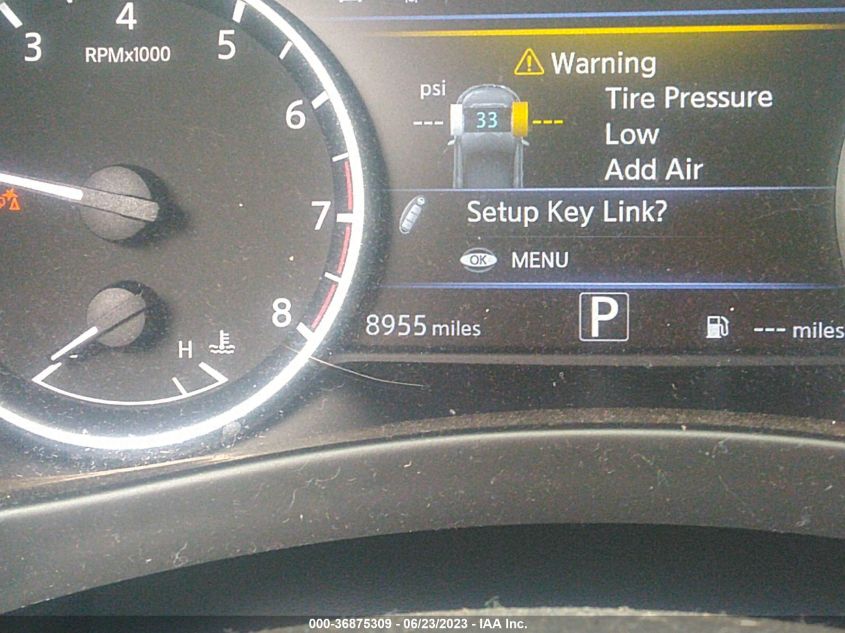 3
4
5
6
7
8
RPMx1000
H
Warning
psi
Tire Pressure
--- 33 ---
Low
Add Air
Setup Key Link?
OK MENU
8955 miles
P
--- miles
000-36875309 - 06/23/2023 - IAA Inc.